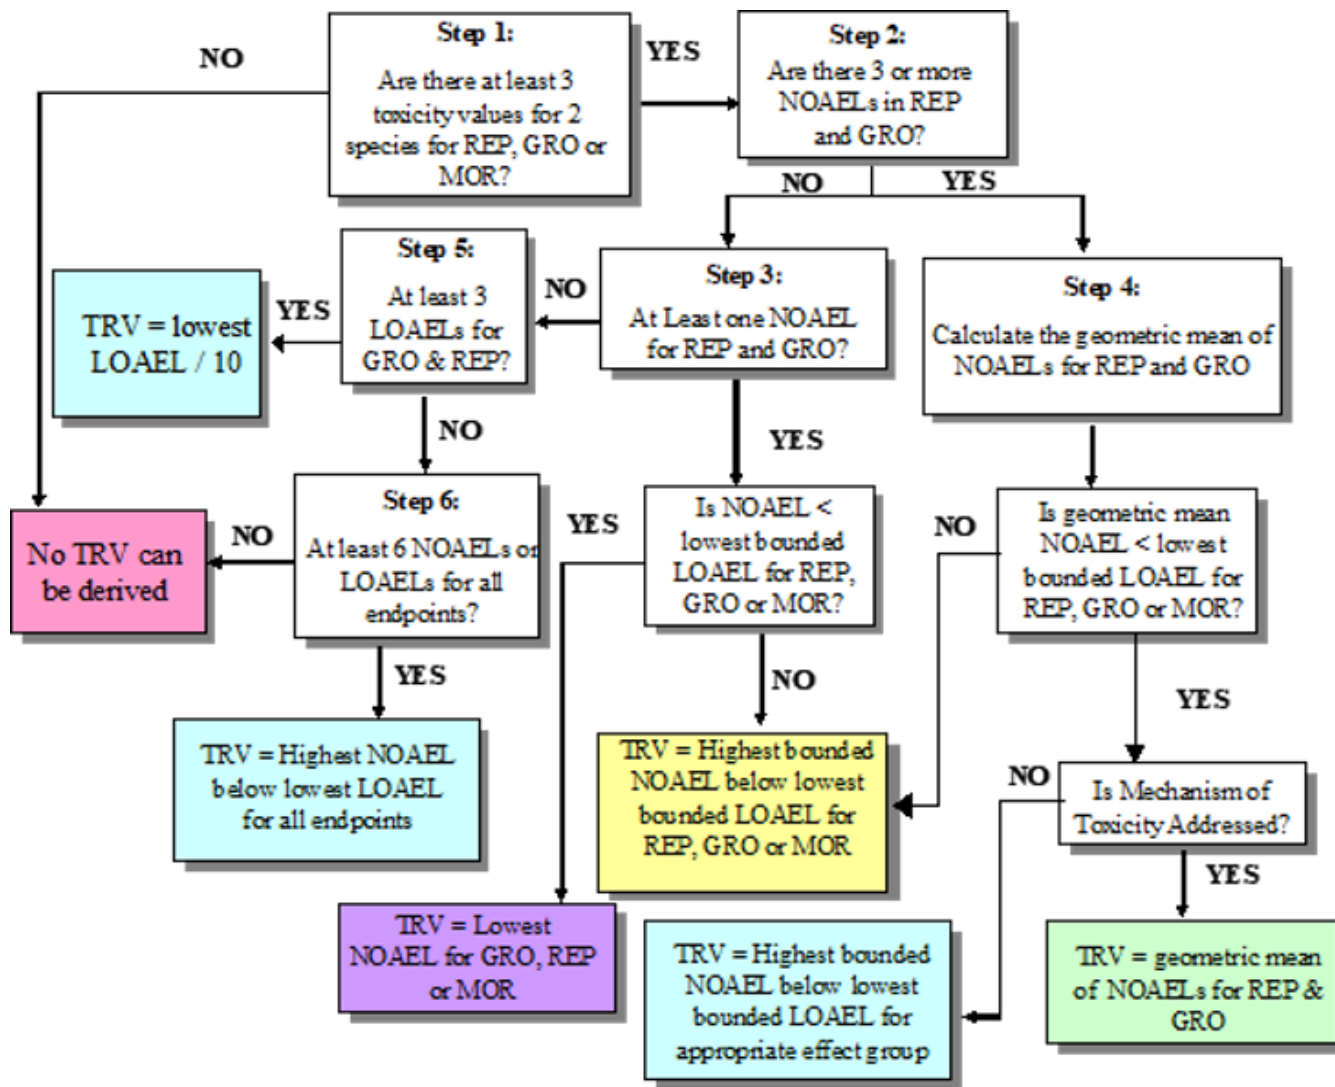 NO
Step 1:
Are there at least 3
toxicity values for 2
species for REP, GRO or
MOR?
YES
Step 2:
Are there 3 or more
NOAELs in REP
and GRO?
NO
YES
Step 5:
At least 3
LOAELs for
GRO & REP?
NO
Step 3:
At Least one NOAEL
for REP and GRO?
Step 4:
Calculate the geometric mean of
NOAELs for REP and GRO
TRV = lowest
LOAEL / 10
YES
NO
YES
Step 6:
At least 6 NOAELs or
LOAELs for all
endpoints?
NO
No TRV can
be derived
YES
Is NOAEL <
lowest bounded
LOAEL for REP,
GRO or MOR?
NO
Is geometric mean
NOAEL < lowest
bounded LOAEL for
REP, GRO or MOR?
YES
NO
YES
TRV = Highest NOAEL
below lowest LOAEL
for all endpoints
TRV = Highest bounded
NOAEL below lowest
bounded LOAEL for
REP, GRO or MOR
NO
Is Mechanism of
Toxicity Addressed?
YES
TRV = Lowest
NOAEL for GRO, REP
or MOR
TRV = Highest bounded
NOAEL below lowest
bounded LOAEL for
appropriate effect group
TRV = geometric mean
of NOAELs for REP &
GRO